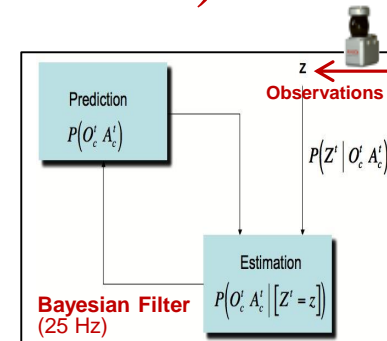 z
Observations
Prediction
P(O_c^t A_c^t)
P(Z^t | O_c^t A_c^t)
Estimation
P(O_c^t A_c^t | [Z^t = z])
Bayesian Filter
(25 Hz)